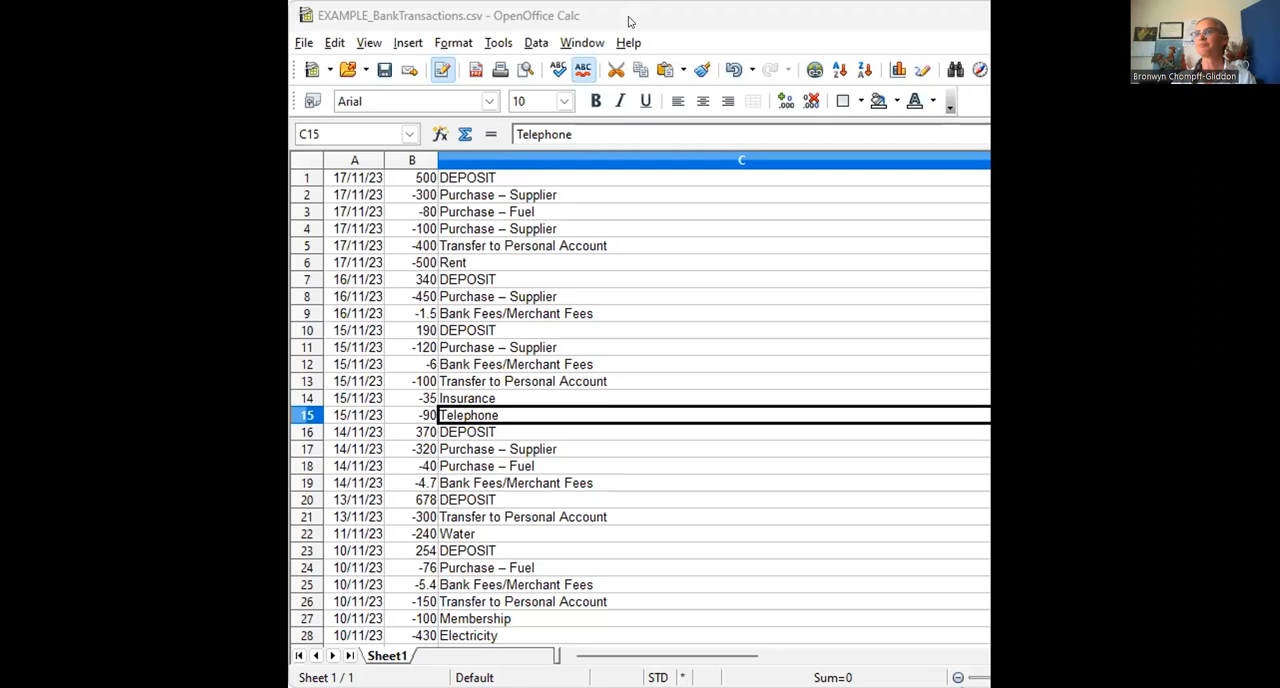 EXAMPLE_BankTransactions.csv - OpenOffice Calc
File Edit View Insert Format Tools Data Window Help
Arial 10 B I U
C15 Telephone
A B C
1 17/11/23 500 DEPOSIT
2 17/11/23 -300 Purchase – Supplier
3 17/11/23 -80 Purchase – Fuel
4 17/11/23 -100 Purchase – Supplier
5 17/11/23 -400 Transfer to Personal Account
6 17/11/23 -500 Rent
7 16/11/23 340 DEPOSIT
8 16/11/23 -450 Purchase – Supplier
9 16/11/23 -1.5 Bank Fees/Merchant Fees
10 15/11/23 190 DEPOSIT
11 15/11/23 -120 Purchase – Supplier
12 15/11/23 -6 Bank Fees/Merchant Fees
13 15/11/23 -100 Transfer to Personal Account
14 15/11/23 -35 Insurance
15 15/11/23 -90 Telephone
16 14/11/23 370 DEPOSIT
17 14/11/23 -320 Purchase – Supplier
18 14/11/23 -40 Purchase – Fuel
19 14/11/23 -4.7 Bank Fees/Merchant Fees
20 13/11/23 678 DEPOSIT
21 13/11/23 -300 Transfer to Personal Account
22 11/11/23 -240 Water
23 10/11/23 254 DEPOSIT
24 10/11/23 -76 Purchase – Fuel
25 10/11/23 -5.4 Bank Fees/Merchant Fees
26 10/11/23 -150 Transfer to Personal Account
27 10/11/23 -100 Membership
28 10/11/23 -430 Electricity
Sheet1
Sheet 1 / 1 Default STD * Sum=0
Bronwyn Chompff-Gliddon